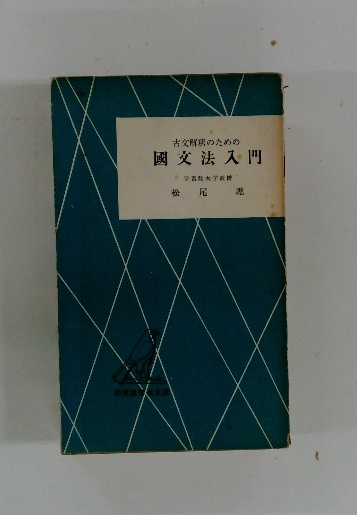 古文解釈のための
國文法入門
学習院大学教授
松尾聰